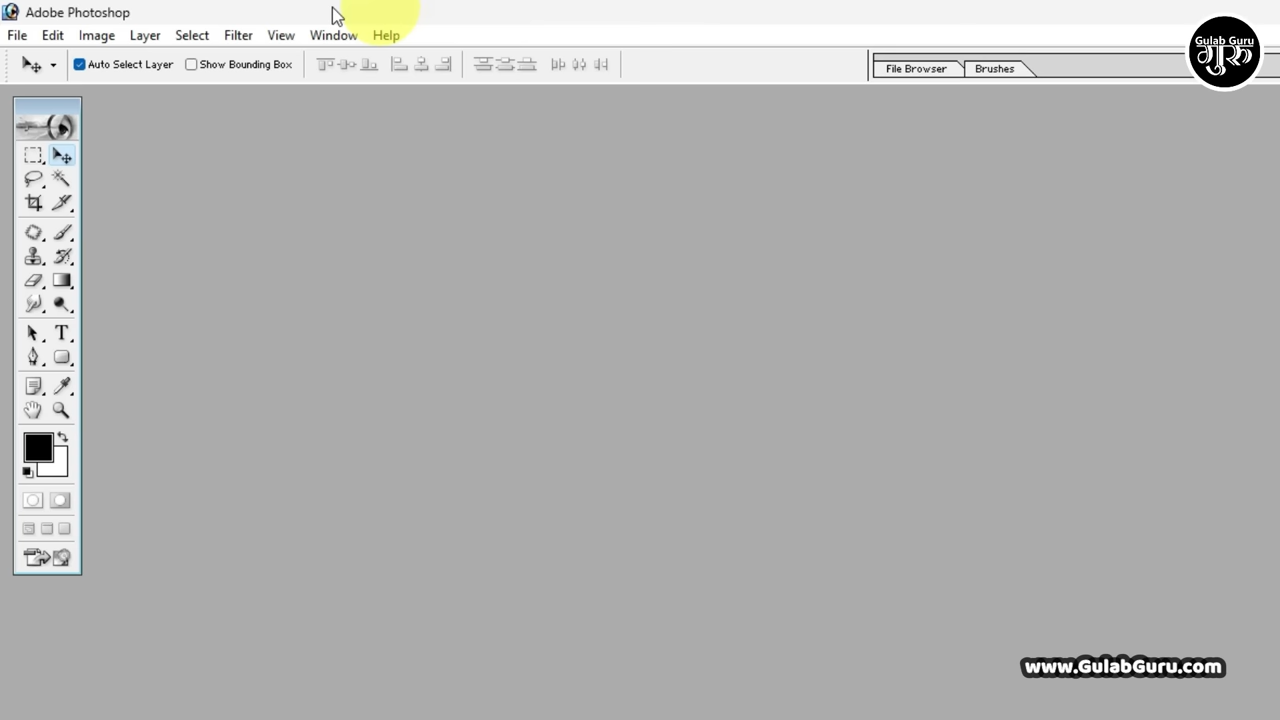 Adobe Photoshop
File Edit Image Layer Select Filter View Window Help
Auto Select Layer Show Bounding Box
File Browser Brushes
Gulab Guru
गुरु
T
www.GulabGuru.com